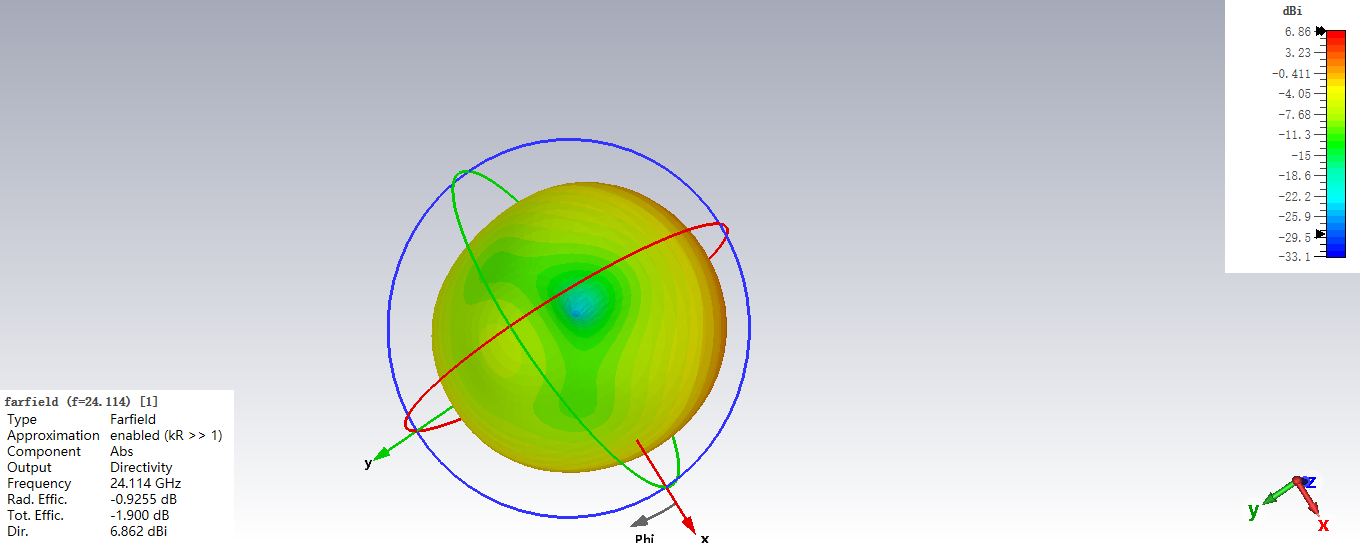 dBi
6.86
3.23
-0.411
-4.05
-7.68
-11.3
-15
-18.6
-22.2
-25.9
-29.5
-33.1
y
Phi
x
farfield (f=24.114) [1]
Type Farfield
Approximation enabled (kR >> 1)
Component Abs
Output Directivity
Frequency 24.114 GHz
Rad. Effic. -0.9255 dB
Tot. Effic. -1.900 dB
Dir. 6.862 dBi
z
y
x